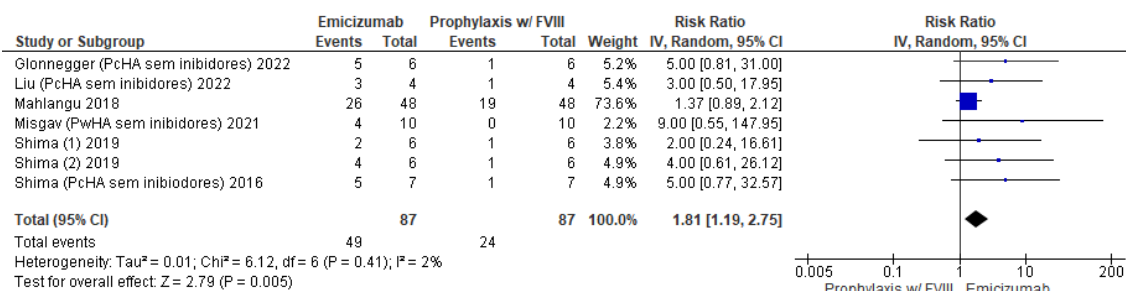 Emicizumab Prophylaxis w/ FVIII Risk Ratio Risk Ratio
Study or Subgroup Events Total Events Total Weight IV, Random, 95% CI IV, Random, 95% CI
Glonnegger (PcHA sem inibidores) 2022 5 6 1 6 5.2% 5.00 [0.81, 31.00]
Liu (PcHA sem inibidores) 2022 3 4 1 4 5.4% 3.00 [0.50, 17.95]
Mahlangu 2018 26 48 19 48 73.6% 1.37 [0.89, 2.12]
Misgav (PwHA sem inibidores) 2021 4 10 0 10 2.2% 9.00 [0.55, 147.95]
Shima (1) 2019 2 6 1 6 3.8% 2.00 [0.24, 16.61]
Shima (2) 2019 4 6 1 6 4.9% 4.00 [0.61, 26.12]
Shima (PcHA sem inibiodores) 2016 5 7 1 7 4.9% 5.00 [0.77, 32.57]
Total (95% CI) 87 87 100.0% 1.81 [1.19, 2.75]
Total events 49 24
Heterogeneity: Tau² = 0.01; Chi² = 6.12, df = 6 (P = 0.41); I² = 2%
Test for overall effect: Z = 2.79 (P = 0.005)
0.005 0.1 1 10 200
Prophylaxis w/ FVIII Emicizumab